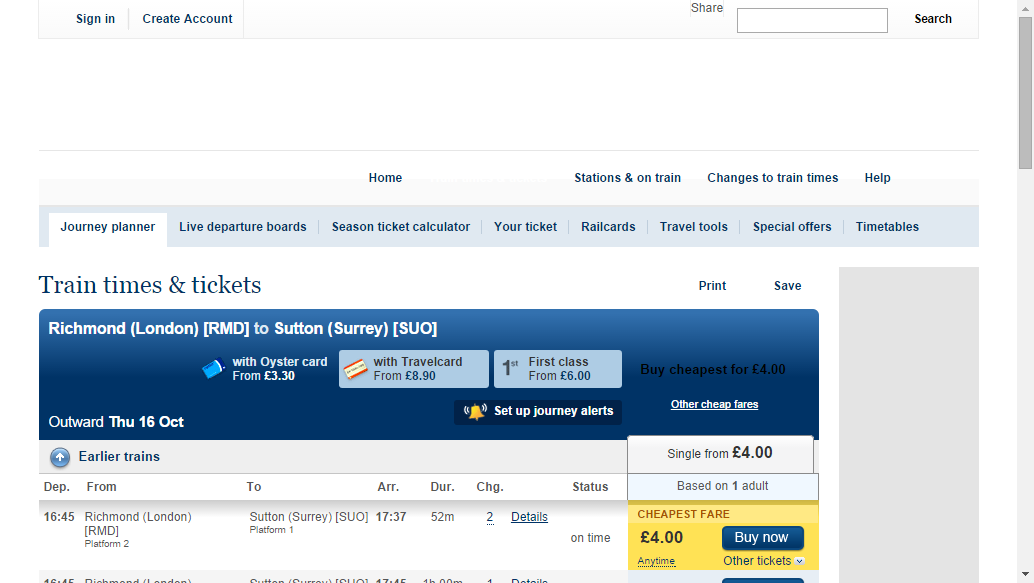 Sign in
Create Account
Share
Search
Home
Stations & on train
Changes to train times
Help
Journey planner
Live departure boards
Season ticket calculator
Your ticket
Railcards
Travel tools
Special offers
Timetables
Train times & tickets
Print
Save
Richmond (London) [RMD] to Sutton (Surrey) [SUO]
with Oyster card
From £3.30
with Travelcard
From £8.90
1st
First class
From £6.00
Buy cheapest for £4.00
Other cheap fares
Set up journey alerts
Outward Thu 16 Oct
Earlier trains
Single from £4.00
Based on 1 adult
Dep. From To Arr. Dur. Chg. Status
CHEAPEST FARE
16:45 Richmond (London) Sutton (Surrey) [SUO] 17:37 52m 2 Details
[RMD] Platform 1
Platform 2
on time
£4.00 Buy now
Anytime Other tickets
16:45 Richmond (London) Sutton (Surrey) [SUO] 17:45 1h 00m 1 Details